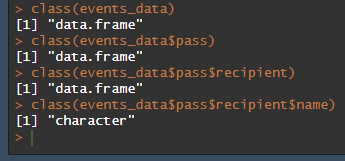 > class(events_data)
[1] "data.frame"
> class(events_data$pass)
[1] "data.frame"
> class(events_data$pass$recipient)
[1] "data.frame"
> class(events_data$pass$recipient$name)
[1] "character"
>